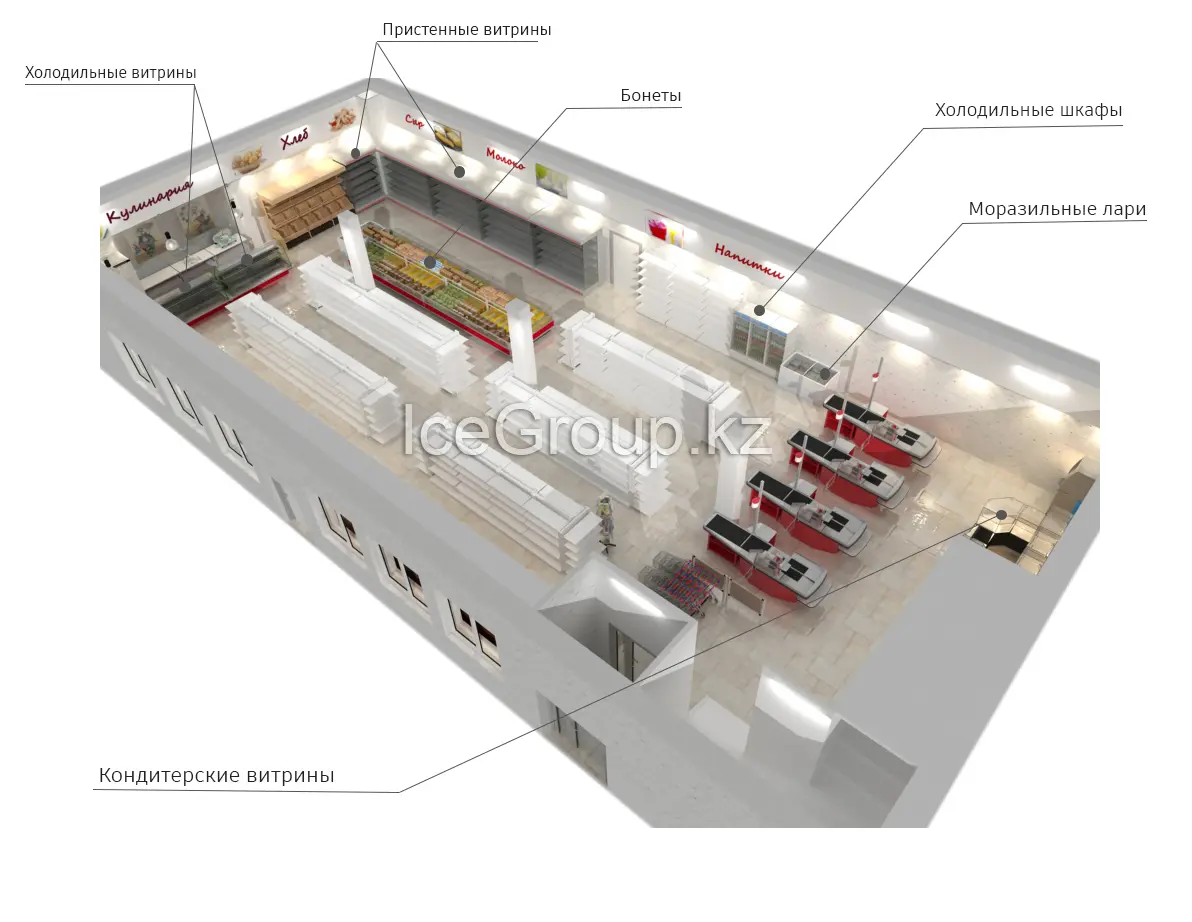 Пристенные витрины
Холодильные витрины
Бонеты
Холодильные шкафы
Моразильные лари
Сыр
Хлеб
Молоко
Кулинария
Напитки
IceGroup.kz
Кондитерские витрины